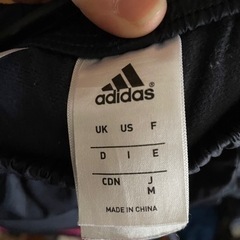 adidas
UK US F
D I E
CDN J
M
MADE IN CHINA